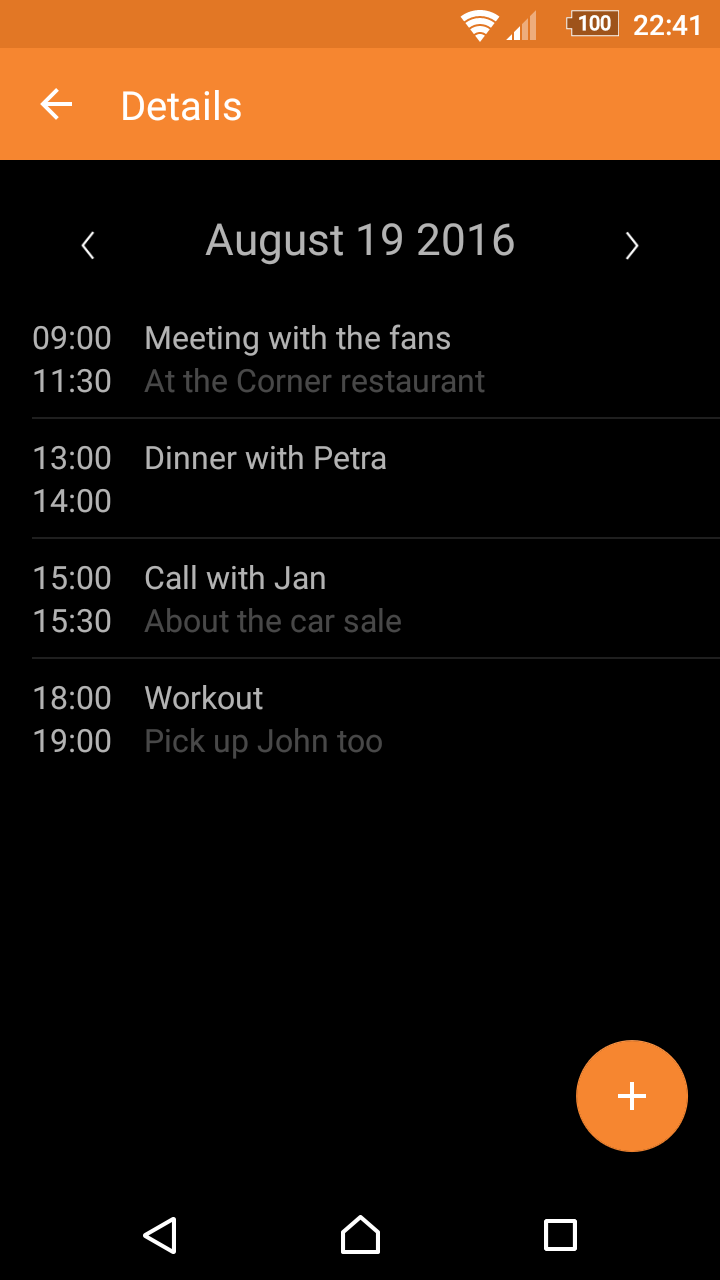 100 22:41
Details
August 19 2016
09:00 Meeting with the fans
11:30 At the Corner restaurant
13:00 Dinner with Petra
14:00
15:00 Call with Jan
15:30 About the car sale
18:00 Workout
19:00 Pick up John too